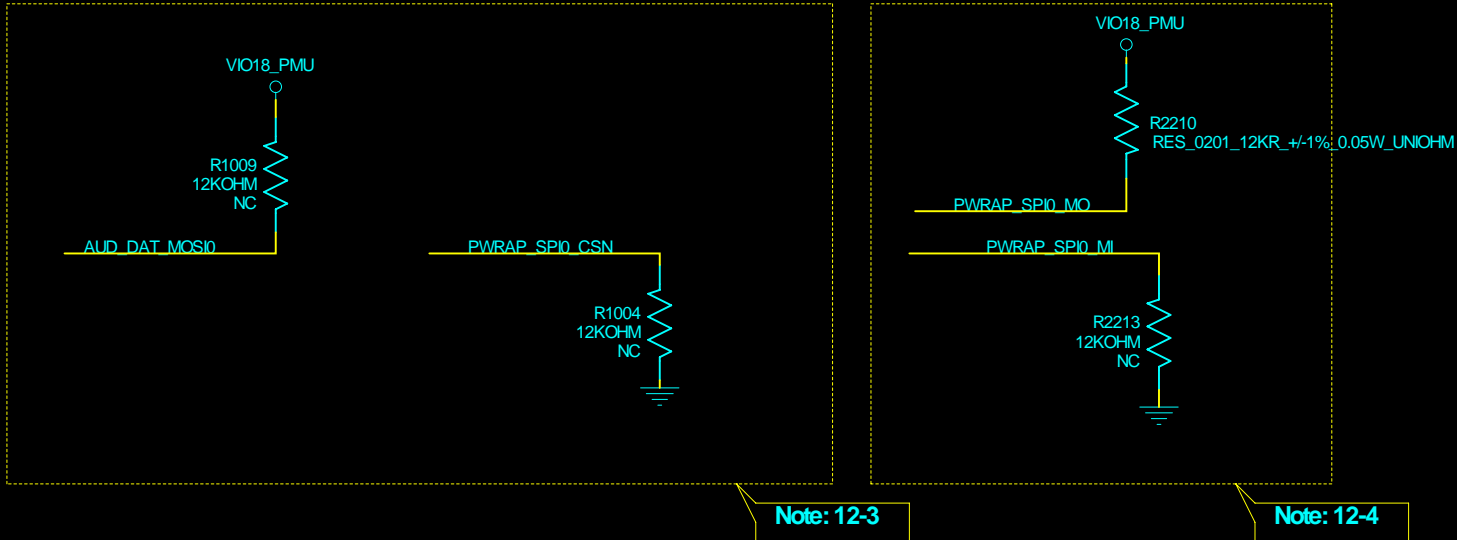 VIO18_PMU
R1009
12KOHM
NC
AUD_DAT_MOSI0
PWRAP_SPI0_CSN
R1004
12KOHM
NC
Note: 12-3
VIO18_PMU
R2210
RES_0201_12KR_+/-1%_0.05W_UNIOHM
PWRAP_SPI0_MO
PWRAP_SPI0_MI
R2213
12KOHM
NC
Note: 12-4